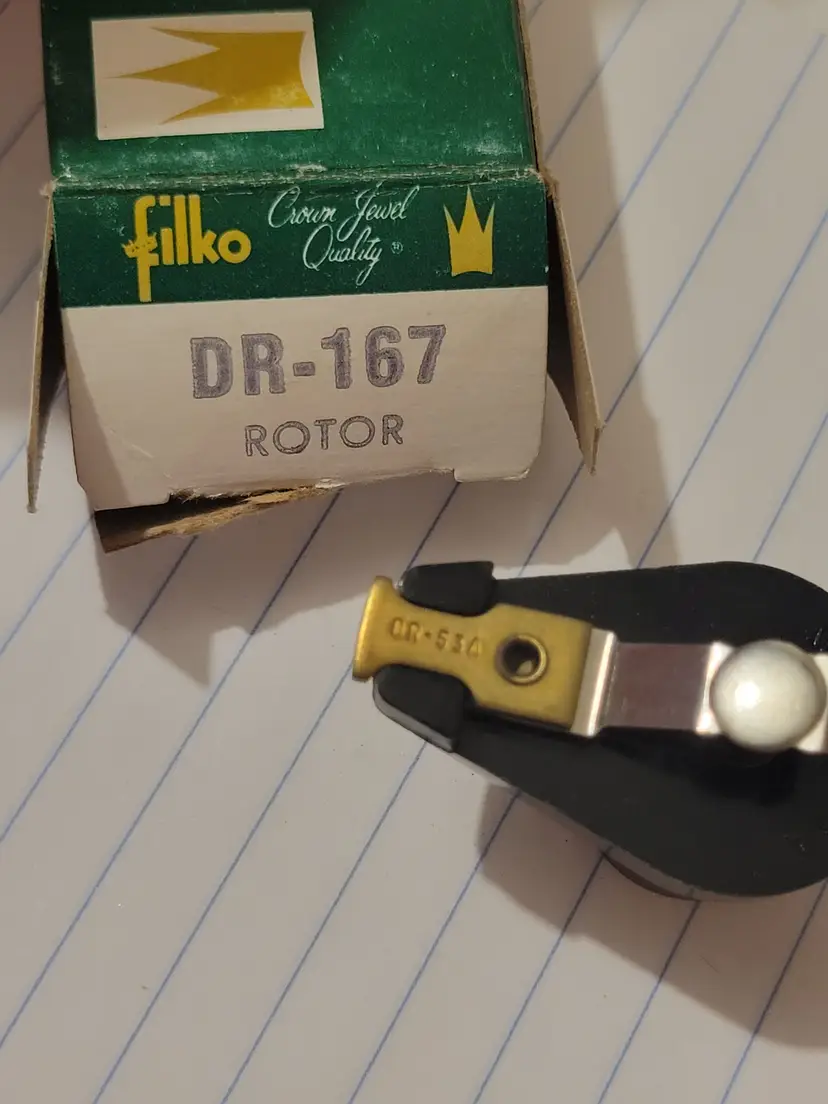 filko
Crown Jewel
Quality ®
DR-167
ROTOR